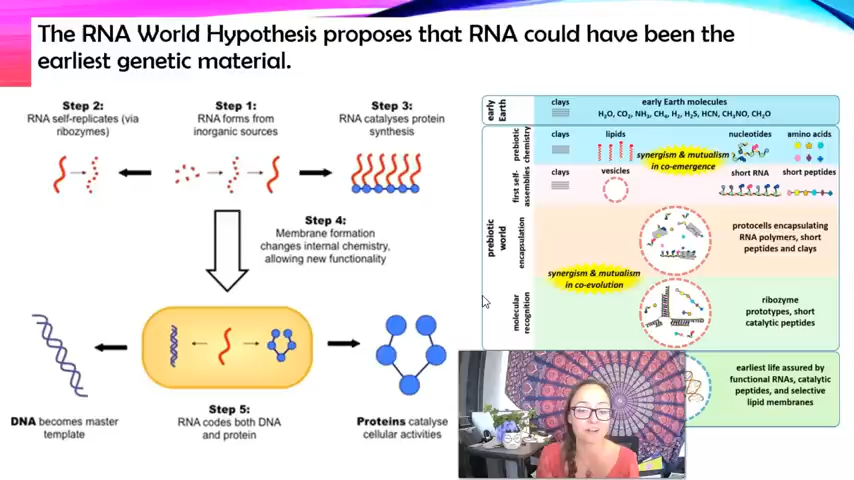 The RNA World Hypothesis proposes that RNA could have been the
earliest genetic material.
Step 2:
RNA self-replicates (via
ribozymes)
Step 1:
RNA forms from
inorganic sources
Step 3:
RNA catalyses protein
synthesis
Step 4:
Membrane formation
changes internal chemistry,
allowing new functionality
DNA becomes master
template
Step 5:
RNA codes both DNA
and protein
Proteins catalyse
cellular activities
early
Earth
clays
early Earth molecules
H₂O, CO₂, NH₃, CH₄, H₂, H₂S, HCN, CH₃NO, CH₂O
prebiotic
world
prebiotic
chemistry
clays
lipids
nucleotides
amino acids
synergism & mutualism
in co-emergence
first self-
assemblies
clays
vesicles
short RNA
short peptides
encapsulation
protocells encapsulating
RNA polymers, short
peptides and clays
synergism & mutualism
in co-evolution
molecular
recognition
ribozyme
prototypes, short
catalytic peptides
earliest life assured by
functional RNAs, catalytic
peptides, and selective
lipid membranes